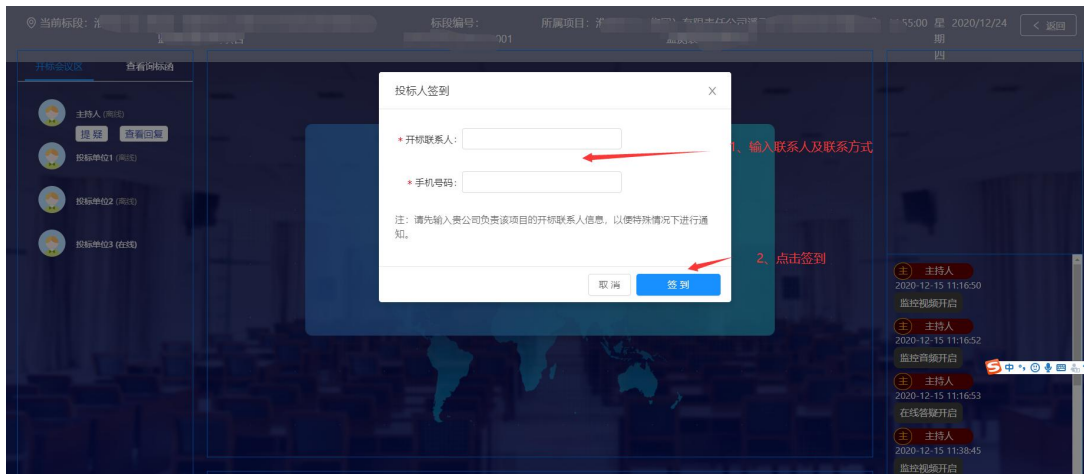 当前标段：
标段编号：
001
所属项目：
55:00 星期四 2020/12/24
< 返回
开标会议区
查看询标函
主持人 (离线)
提 疑
查看回复
投标单位1 (离线)
投标单位2 (离线)
投标单位3 (在线)
投标人签到
X
* 开标联系人：
1、输入联系人及联系方式
* 手机号码：
注：请先输入贵公司负责该项目的开标联系人信息，以便特殊情况下进行通
知。
2、点击签到
取 消
签 到
主 主持人
2020-12-15 11:16:50
监控视频开启
主 主持人
2020-12-15 11:16:52
监控音频开启
中
主 主持人
2020-12-15 11:16:53
在线答疑开启
主 主持人
2020-12-15 11:38:45
监控视频开启